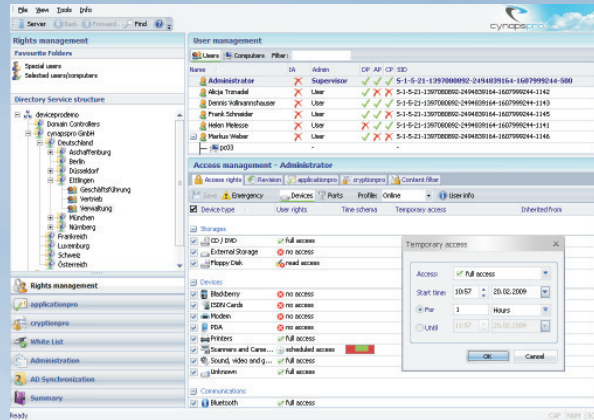 File View Tools Info
Server Back Forward Find
cynapspro
Rights management
Favourite Folders
Special users
Selected users/computers
Directory Service structure
deviceprodemo
Domain Controllers
cynapspro GmbH
Deutschland
Aschaffenburg
Berlin
Düsseldorf
Ettlingen
Geschäftsführung
Vertrieb
Verwaltung
München
Nürnberg
Frankreich
Luxemburg
Schweiz
Österreich
Rights management
applicationpro
cryptionpro
White List
Administration
AD Synchronization
Summary
Ready
User management
Users Computers Filter:
Name IA Admin DP AP CP SID
Administrator Supervisor S-1-5-21-1397080892-2494839164-1607999244-500
Alicja Trznadel User S-1-5-21-1397080892-2494839164-1607999244-1142
Dennis Vollmannshauser User S-1-5-21-1397080892-2494839164-1607999244-1143
Frank Schneider User S-1-5-21-1397080892-2494839164-1607999244-1145
Helen Melesse User S-1-5-21-1397080892-2494839164-1607999244-1141
Markus Weber User S-1-5-21-1397080892-2494839164-1607999244-1146
pc03 - -
Access management - Administrator
Access rights Revision applicationpro cryptionpro Content filter
Save Emergency Devices Ports Profile: Online User info
Device type User rights Time schema Temporary access Inherited from
Storages
CD / DVD full access
External Storage no access
Floppy Disk read access
Devices
Blackberry no access
ISDN Cards no access
Modem no access
PDA no access
Printers full access
Scanners and Came... scheduled access
Sound, video and g... full access
Unknown full access
Communications
Bluetooth full access
Temporary access
Access: full access
Start time: 10:57 20.02.2009
For 1 Hours
Until 11:57 20.02.2009
OK Cancel
CAP NUM